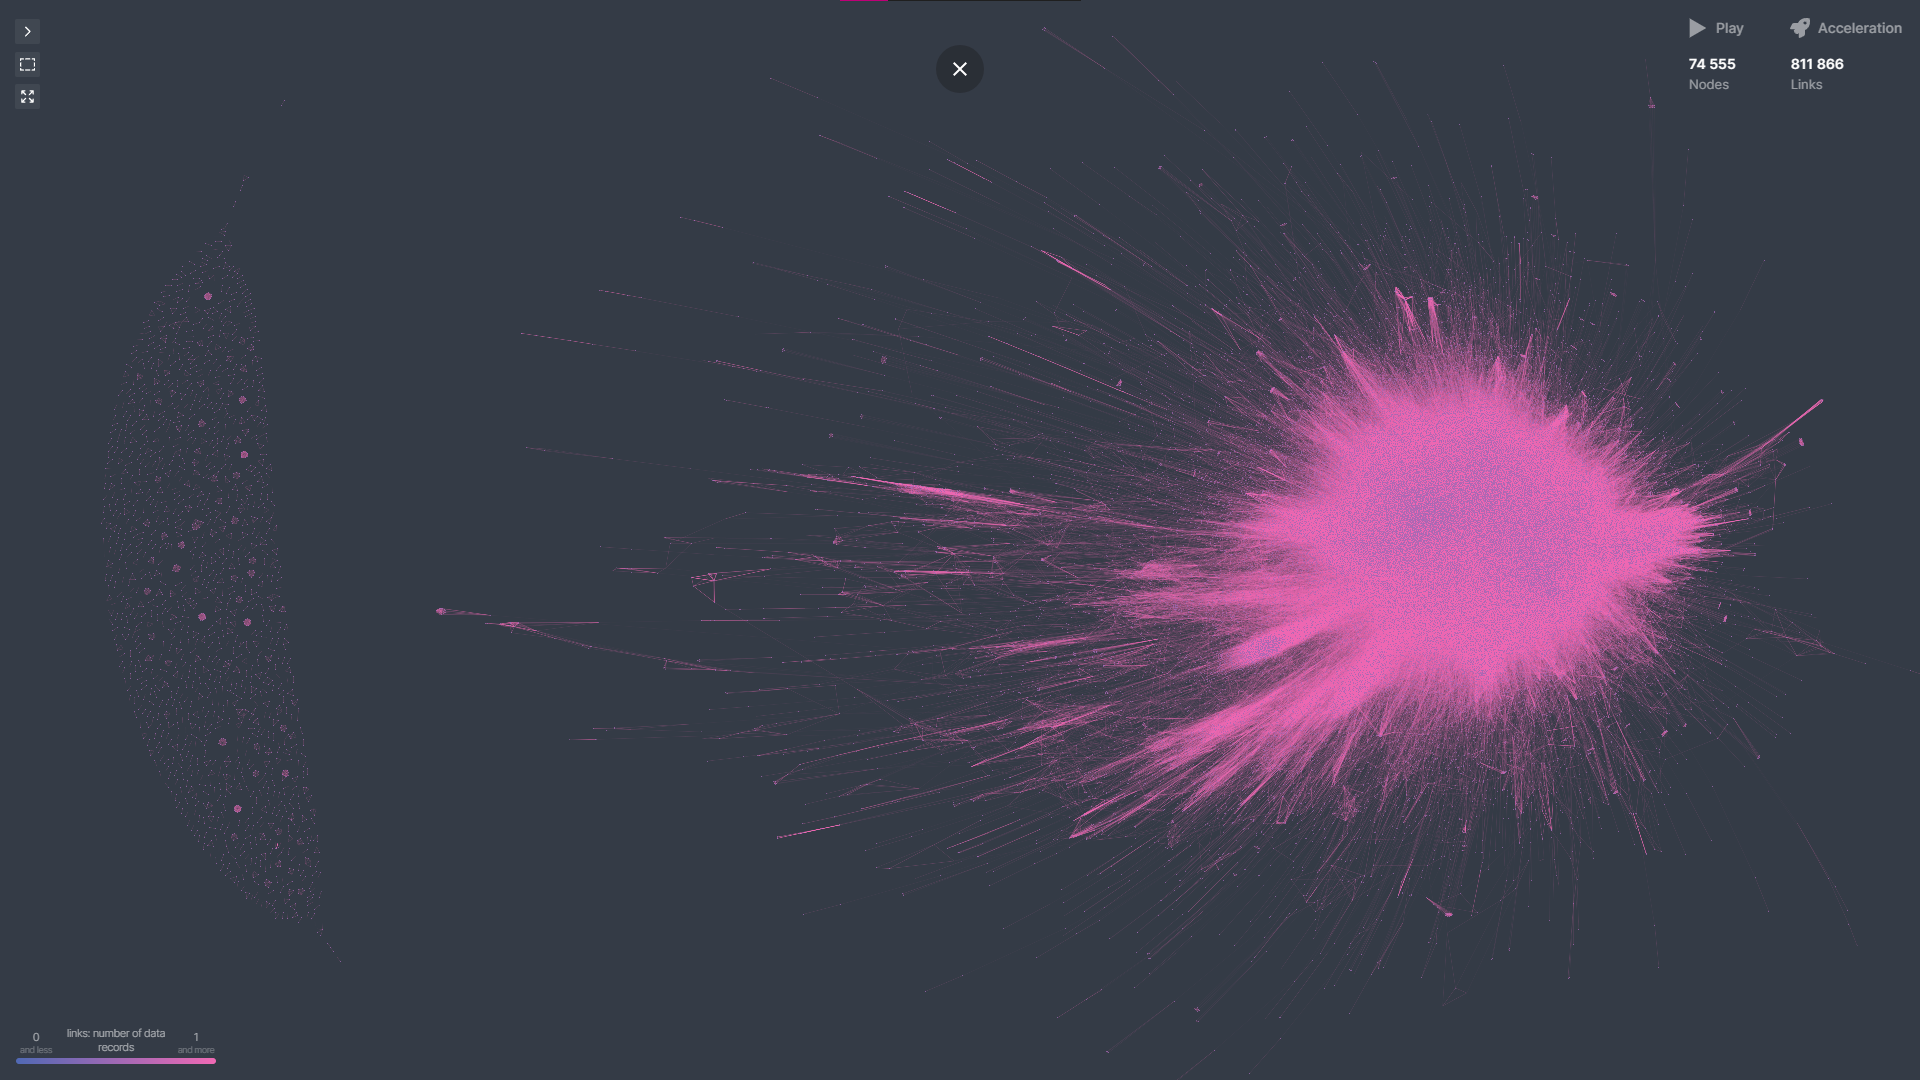 Play
Acceleration
74 555
811 866
Nodes
Links
0
links: number of data
records
1
and less
and more